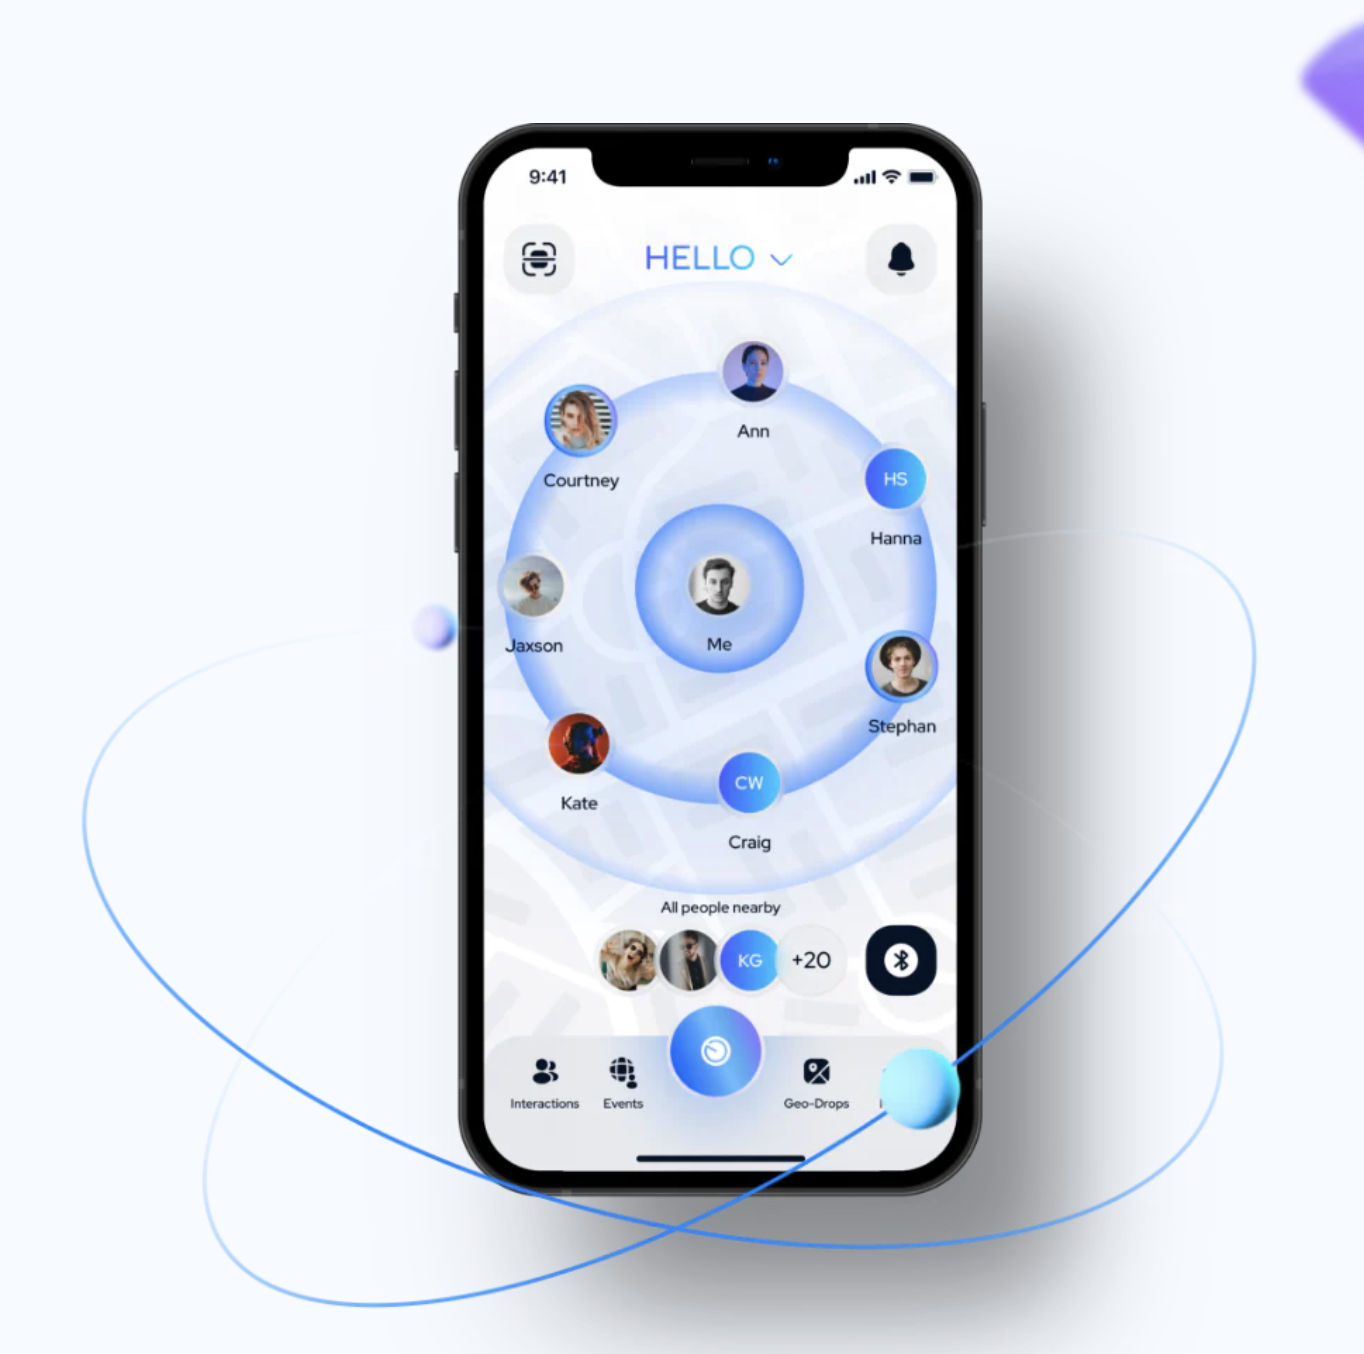 9:41
HELLO
Ann
Courtney
HS
Hanna
Jaxson
Me
Stephan
Kate
CW
Craig
All people nearby
KG
+20
Interactions
Events
Geo-Drops